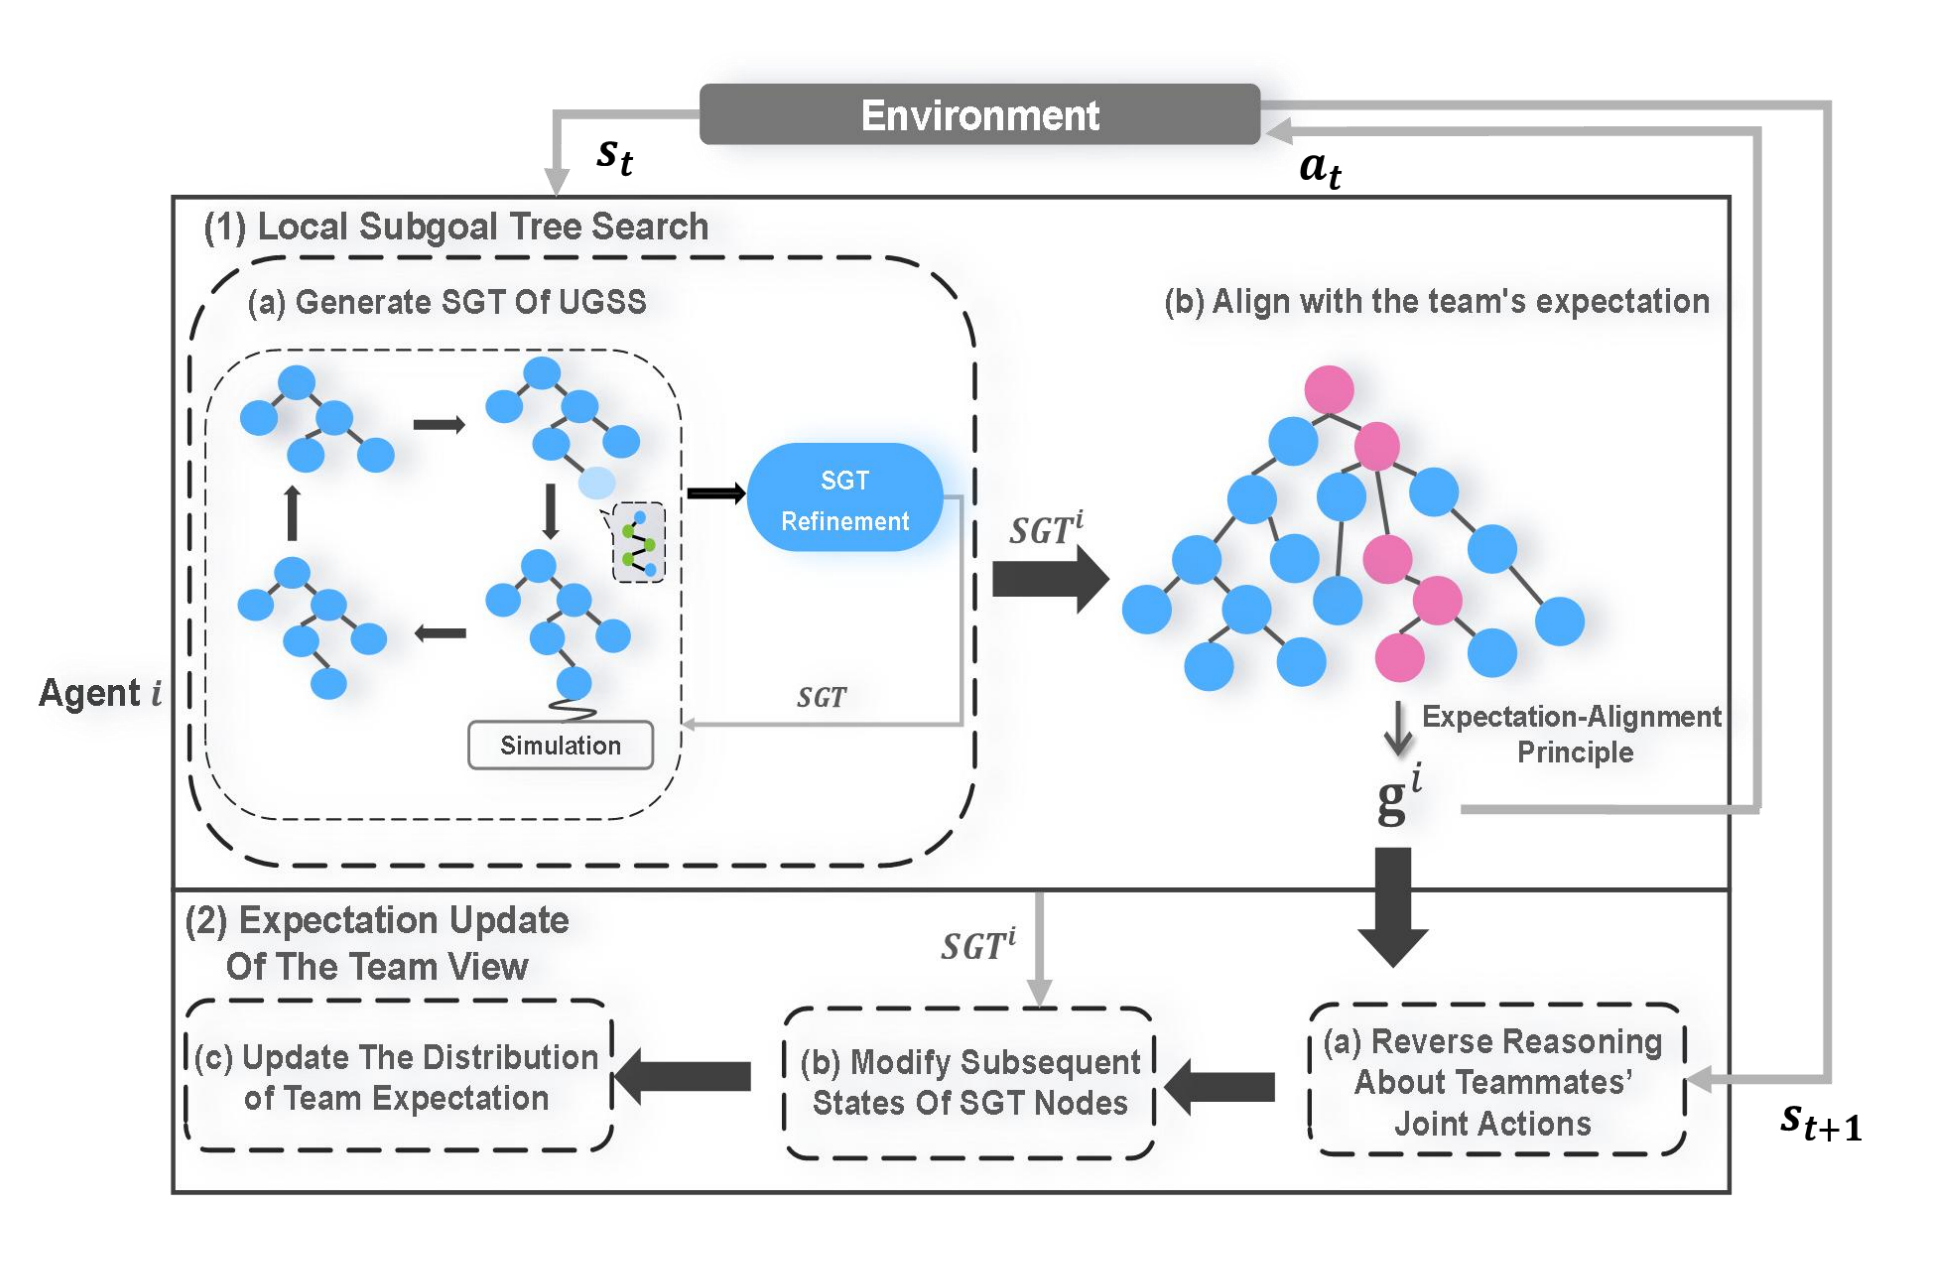 Environment
s_t
a_t
(1) Local Subgoal Tree Search
(a) Generate SGT Of UGSS
(b) Align with the team's expectation
SGT
Refinement
SGT^i
SGT
Simulation
Agent i
Expectation-Alignment
Principle
g^i
(2) Expectation Update
Of The Team View
SGT^i
(c) Update The Distribution
of Team Expectation
(b) Modify Subsequent
States Of SGT Nodes
(a) Reverse Reasoning
About Teammates’
Joint Actions
s_{t+1}